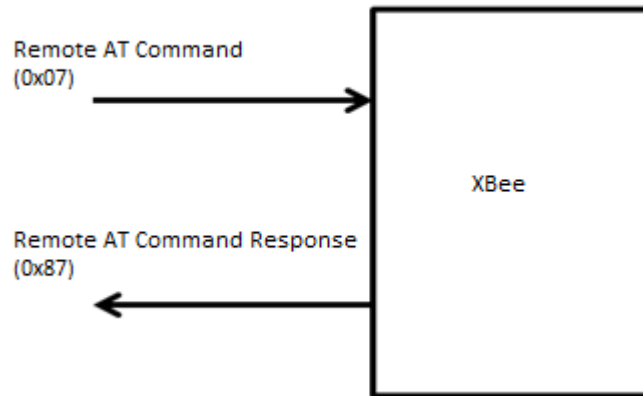 Remote AT Command
(0x07)
XBee
Remote AT Command Response
(0x87)